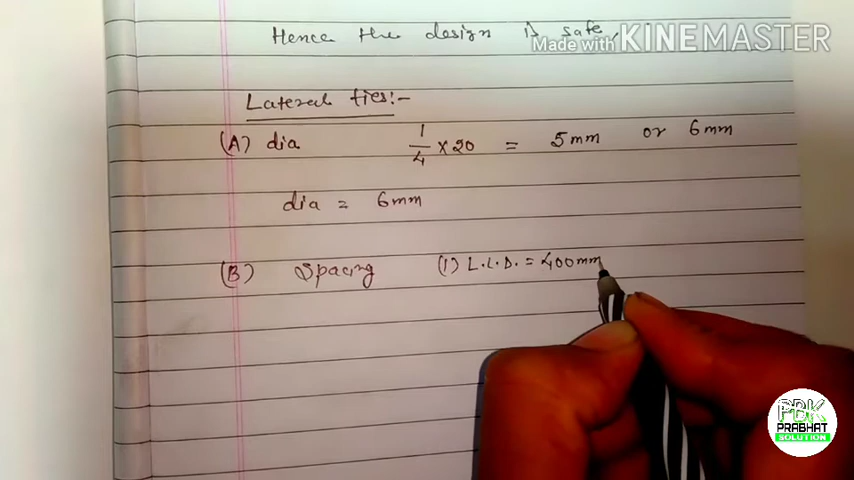 Hence the design is safe.
Made with KINEMASTER
Lateral ties:-
(A) dia 1/4 × 20 = 5mm or 6mm
dia = 6mm
(B) Spacing (1) L.L.D. = 400mm
PBK
PRABHAT
SOLUTION